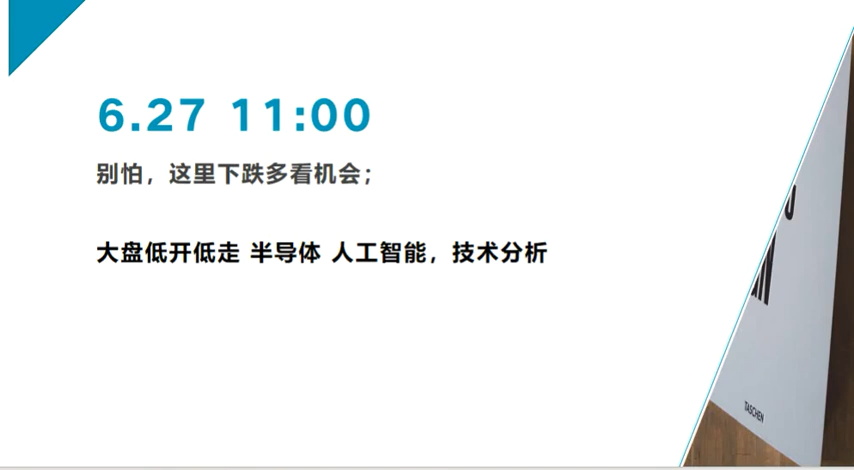 6.27 11:00
别怕，这里下跌多看机会；
大盘低开低走 半导体 人工智能，技术分析
TASCHEN